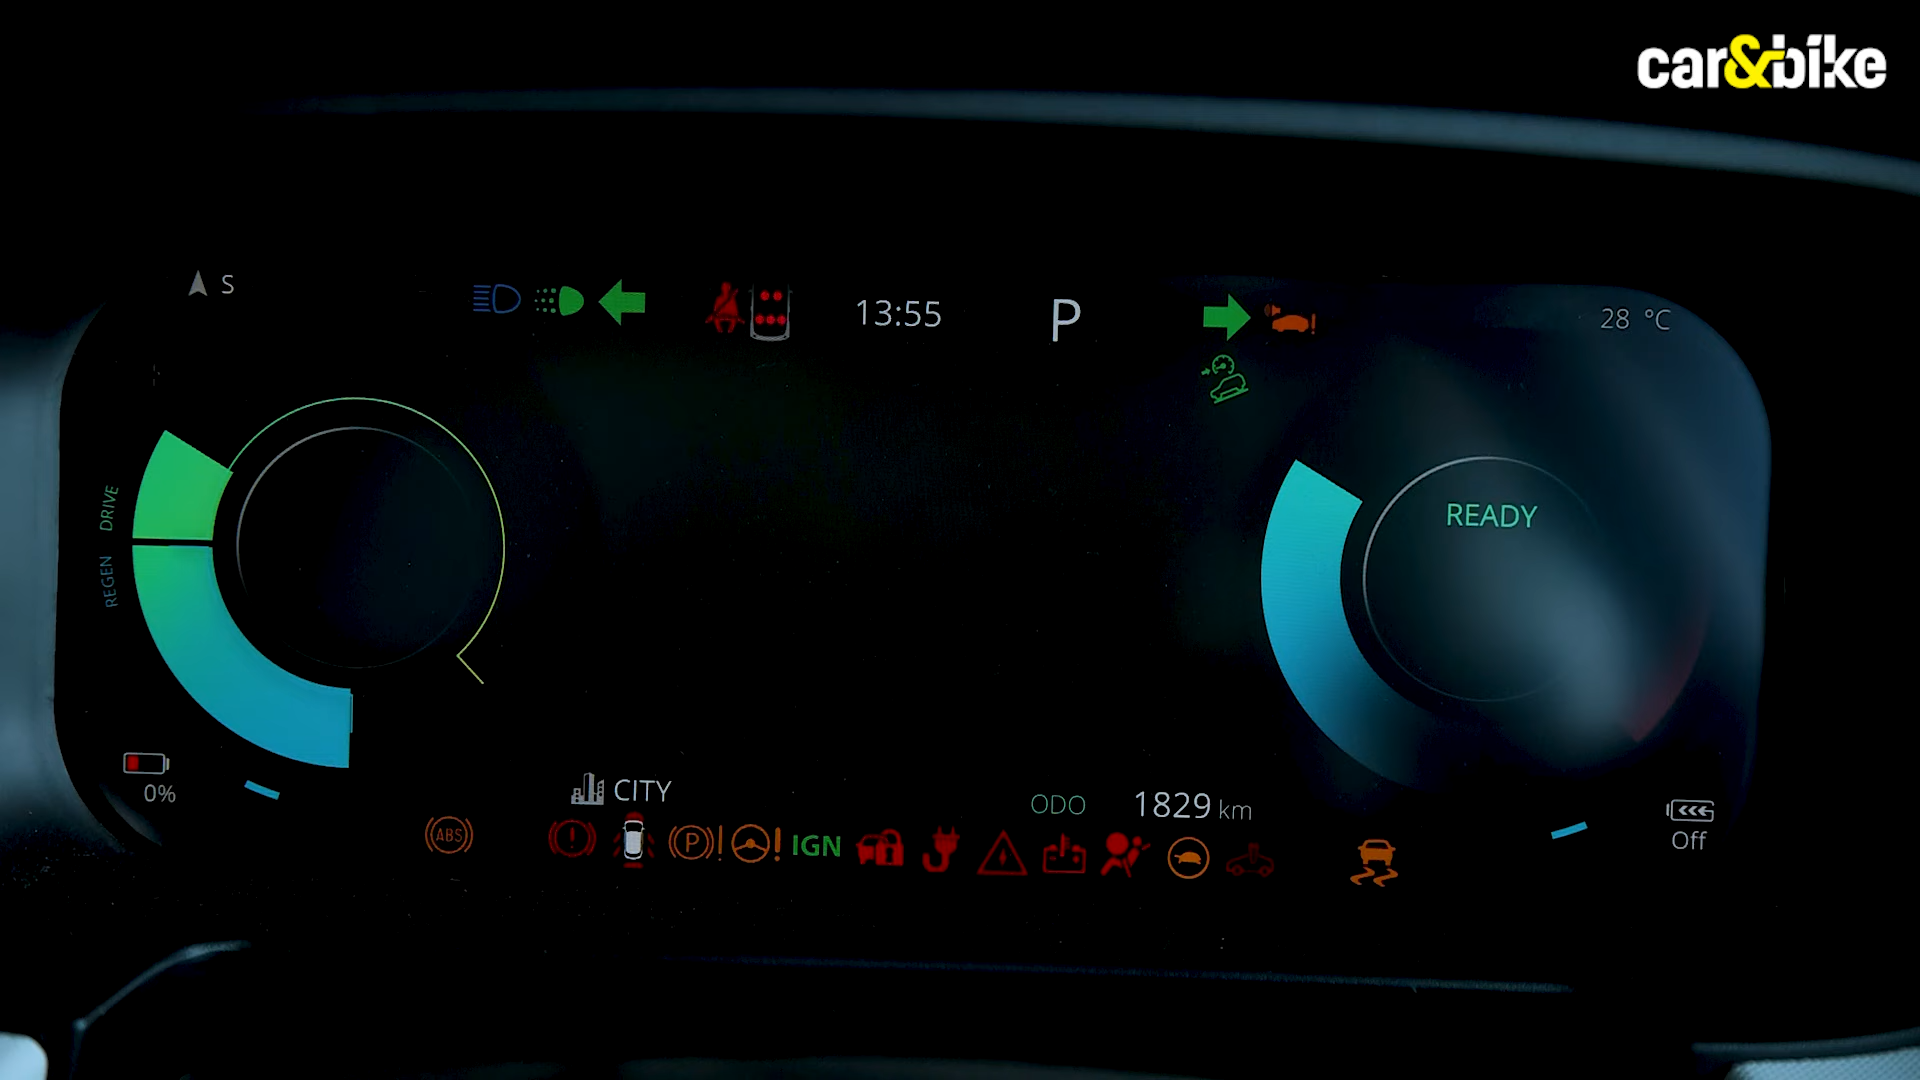 car&bike
S
13:55
P
28 °C
DRIVE
REGEN
READY
0%
CITY
ODO 1829 km
Off
ABS
!
P !
!
IGN